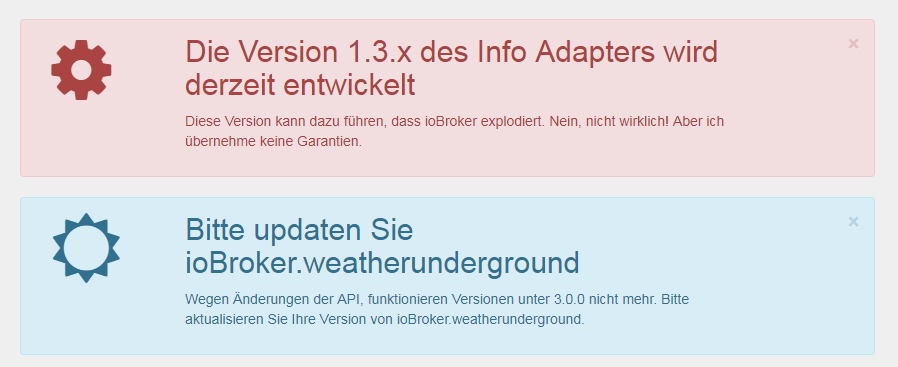 Die Version 1.3.x des Info Adapters wird
derzeit entwickelt
Diese Version kann dazu führen, dass ioBroker explodiert. Nein, nicht wirklich! Aber ich
übernehme keine Garantien.
Bitte updaten Sie
ioBroker.weatherunderground
Wegen Änderungen der API, funktionieren Versionen unter 3.0.0 nicht mehr. Bitte
aktualisieren Sie Ihre Version von ioBroker.weatherunderground.